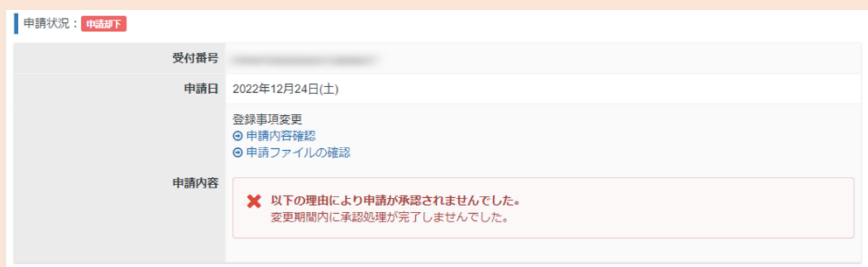 申請状況：申請却下
受付番号
申請日 2022年12月24日(土)
登録事項変更
申請内容確認
申請ファイルの確認
申請内容
以下の理由により申請が承認されませんでした。
変更期間内に承認処理が完了しませんでした。